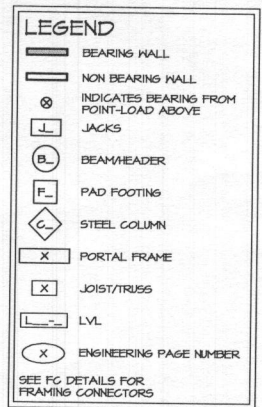 LEGEND
BEARING WALL
NON BEARING WALL
INDICATES BEARING FROM
POINT-LOAD ABOVE
J_ JACKS
B_ BEAM/HEADER
F_ PAD FOOTING
C_ STEEL COLUMN
X PORTAL FRAME
X JOIST/TRUSS
L__-_ LVL
X ENGINEERING PAGE NUMBER
SEE FC DETAILS FOR
FRAMING CONNECTORS